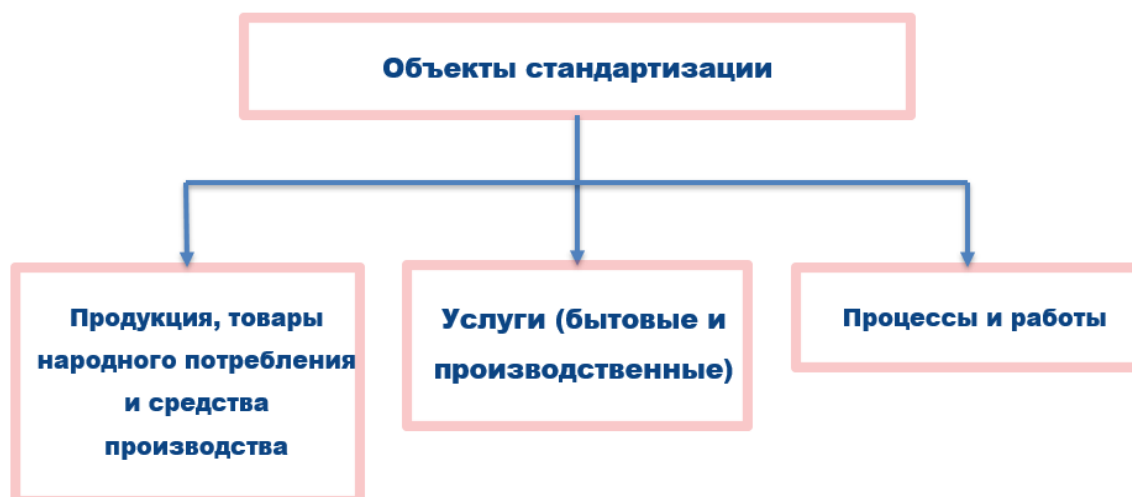 Объекты стандартизации
Продукция, товары
народного потребления
и средства
производства
Услуги (бытовые и
производственные)
Процессы и работы